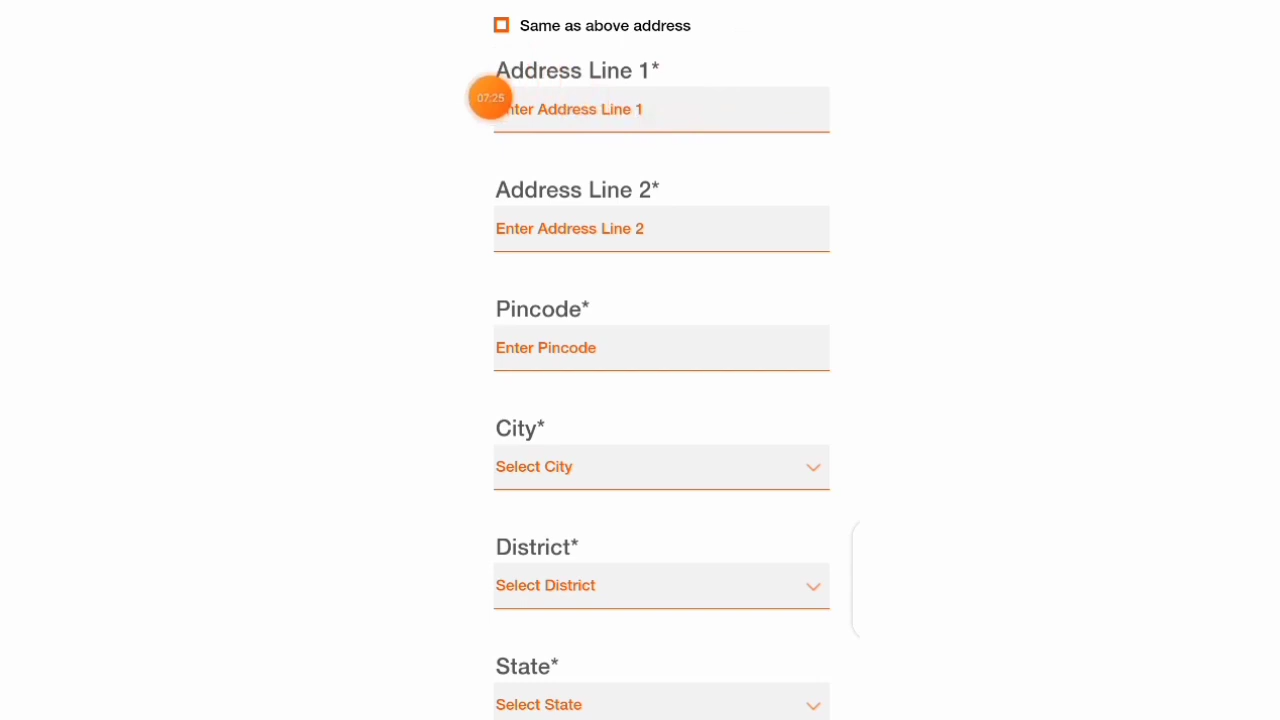 Same as above address
Address Line 1*
07:25
nter Address Line 1
Address Line 2*
Enter Address Line 2
Pincode*
Enter Pincode
City*
Select City
District*
Select District
State*
Select State